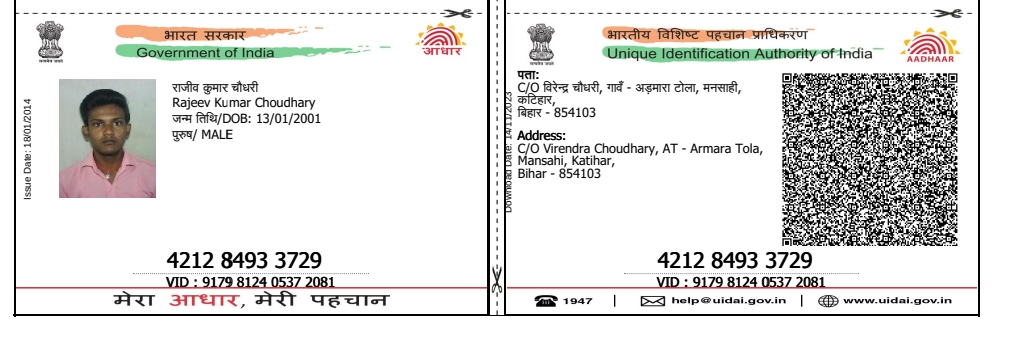 भारत सरकार
Government of India
आधार
Issue Date: 18/01/2014
राजीव कुमार चौधरी
Rajeev Kumar Choudhary
जन्म तिथि/DOB: 13/01/2001
पुरुष/ MALE
4212 8493 3729
VID : 9179 8124 0537 2081
मेरा आधार, मेरी पहचान
भारतीय विशिष्ट पहचान प्राधिकरण
Unique Identification Authority of India
AADHAAR
Download Date: 14/11/2023
पता:
C/O विरेन्द्र चौधरी, गावँ - अड़मारा टोला, मनसाही,
कटिहार,
बिहार - 854103
Address:
C/O Virendra Choudhary, AT - Armara Tola,
Mansahi, Katihar,
Bihar - 854103
4212 8493 3729
VID : 9179 8124 0537 2081
1947 | help@uidai.gov.in | www.uidai.gov.in